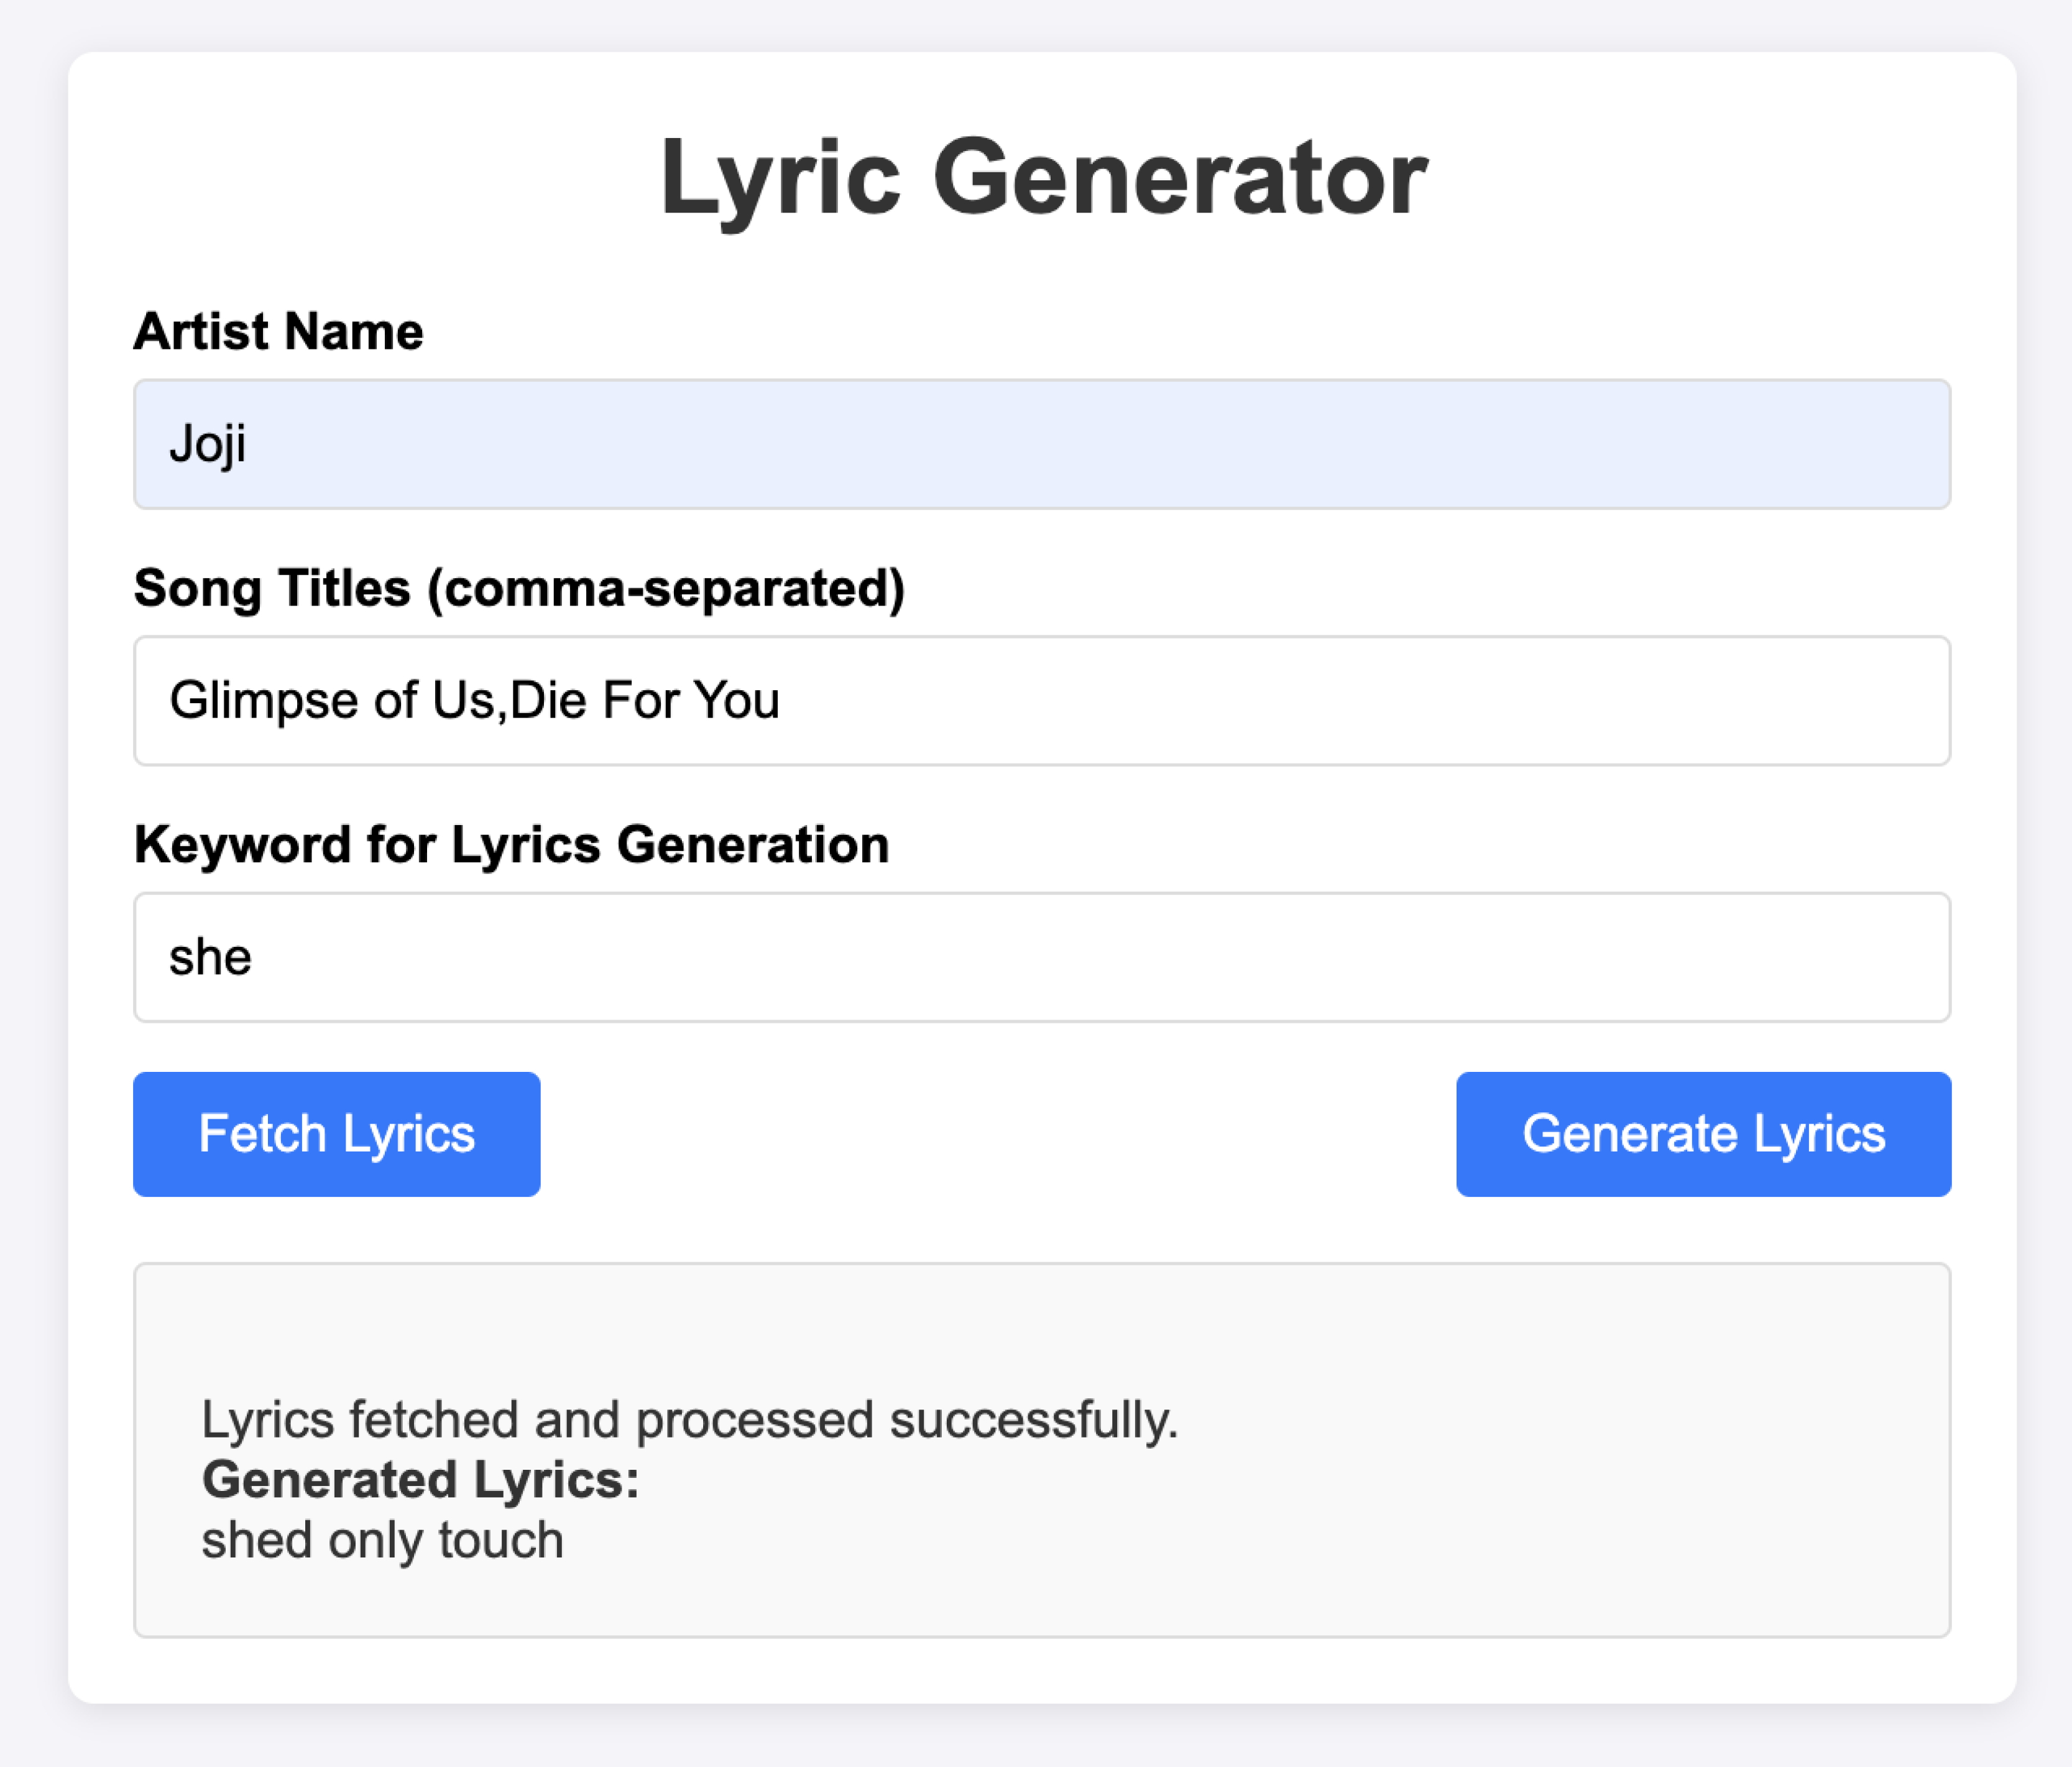 Lyric Generator
Artist Name
Joji
Song Titles (comma-separated)
Glimpse of Us,Die For You
Keyword for Lyrics Generation
she
Fetch Lyrics
Generate Lyrics
Lyrics fetched and processed successfully.
Generated Lyrics:
shed only touch